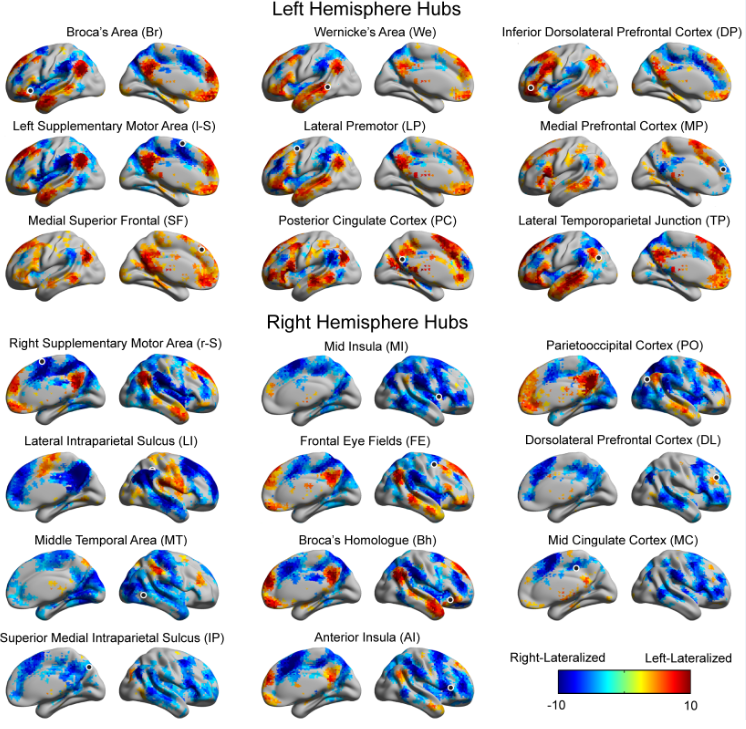 Left Hemisphere Hubs
Broca's Area (Br)
Wernicke's Area (We)
Inferior Dorsolateral Prefrontal Cortex (DP)
Left Supplementary Motor Area (l-S)
Lateral Premotor (LP)
Medial Prefrontal Cortex (MP)
Medial Superior Frontal (SF)
Posterior Cingulate Cortex (PC)
Lateral Temporoparietal Junction (TP)
Right Hemisphere Hubs
Right Supplementary Motor Area (r-S)
Mid Insula (MI)
Parietooccipital Cortex (PO)
Lateral Intraparietal Sulcus (LI)
Frontal Eye Fields (FE)
Dorsolateral Prefrontal Cortex (DL)
Middle Temporal Area (MT)
Broca's Homologue (Bh)
Mid Cingulate Cortex (MC)
Superior Medial Intraparietal Sulcus (IP)
Anterior Insula (AI)
Right-Lateralized
Left-Lateralized
-10
10